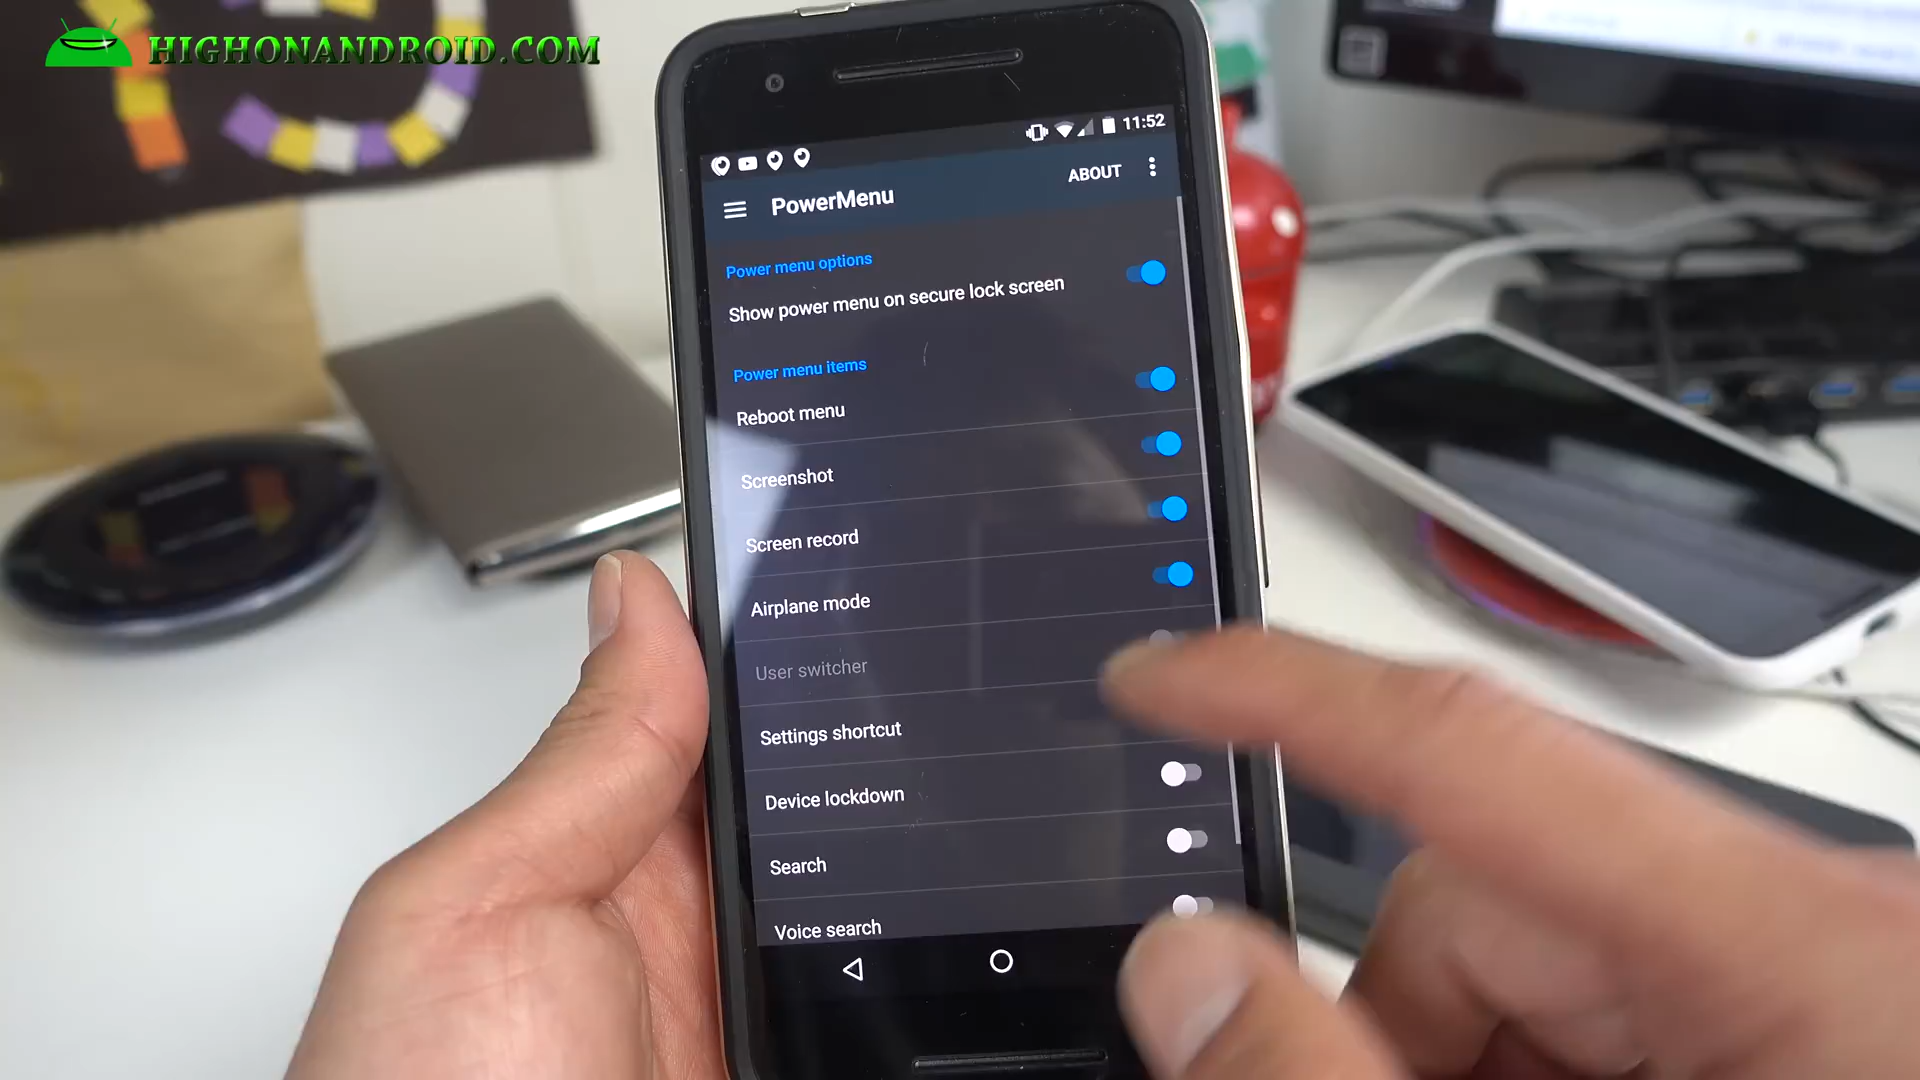 HIGHONANDROID.COM
11:52
PowerMenu
ABOUT
Power menu options
Show power menu on secure lock screen
Power menu items
Reboot menu
Screenshot
Screen record
Airplane mode
User switcher
Settings shortcut
Device lockdown
Search
Voice search